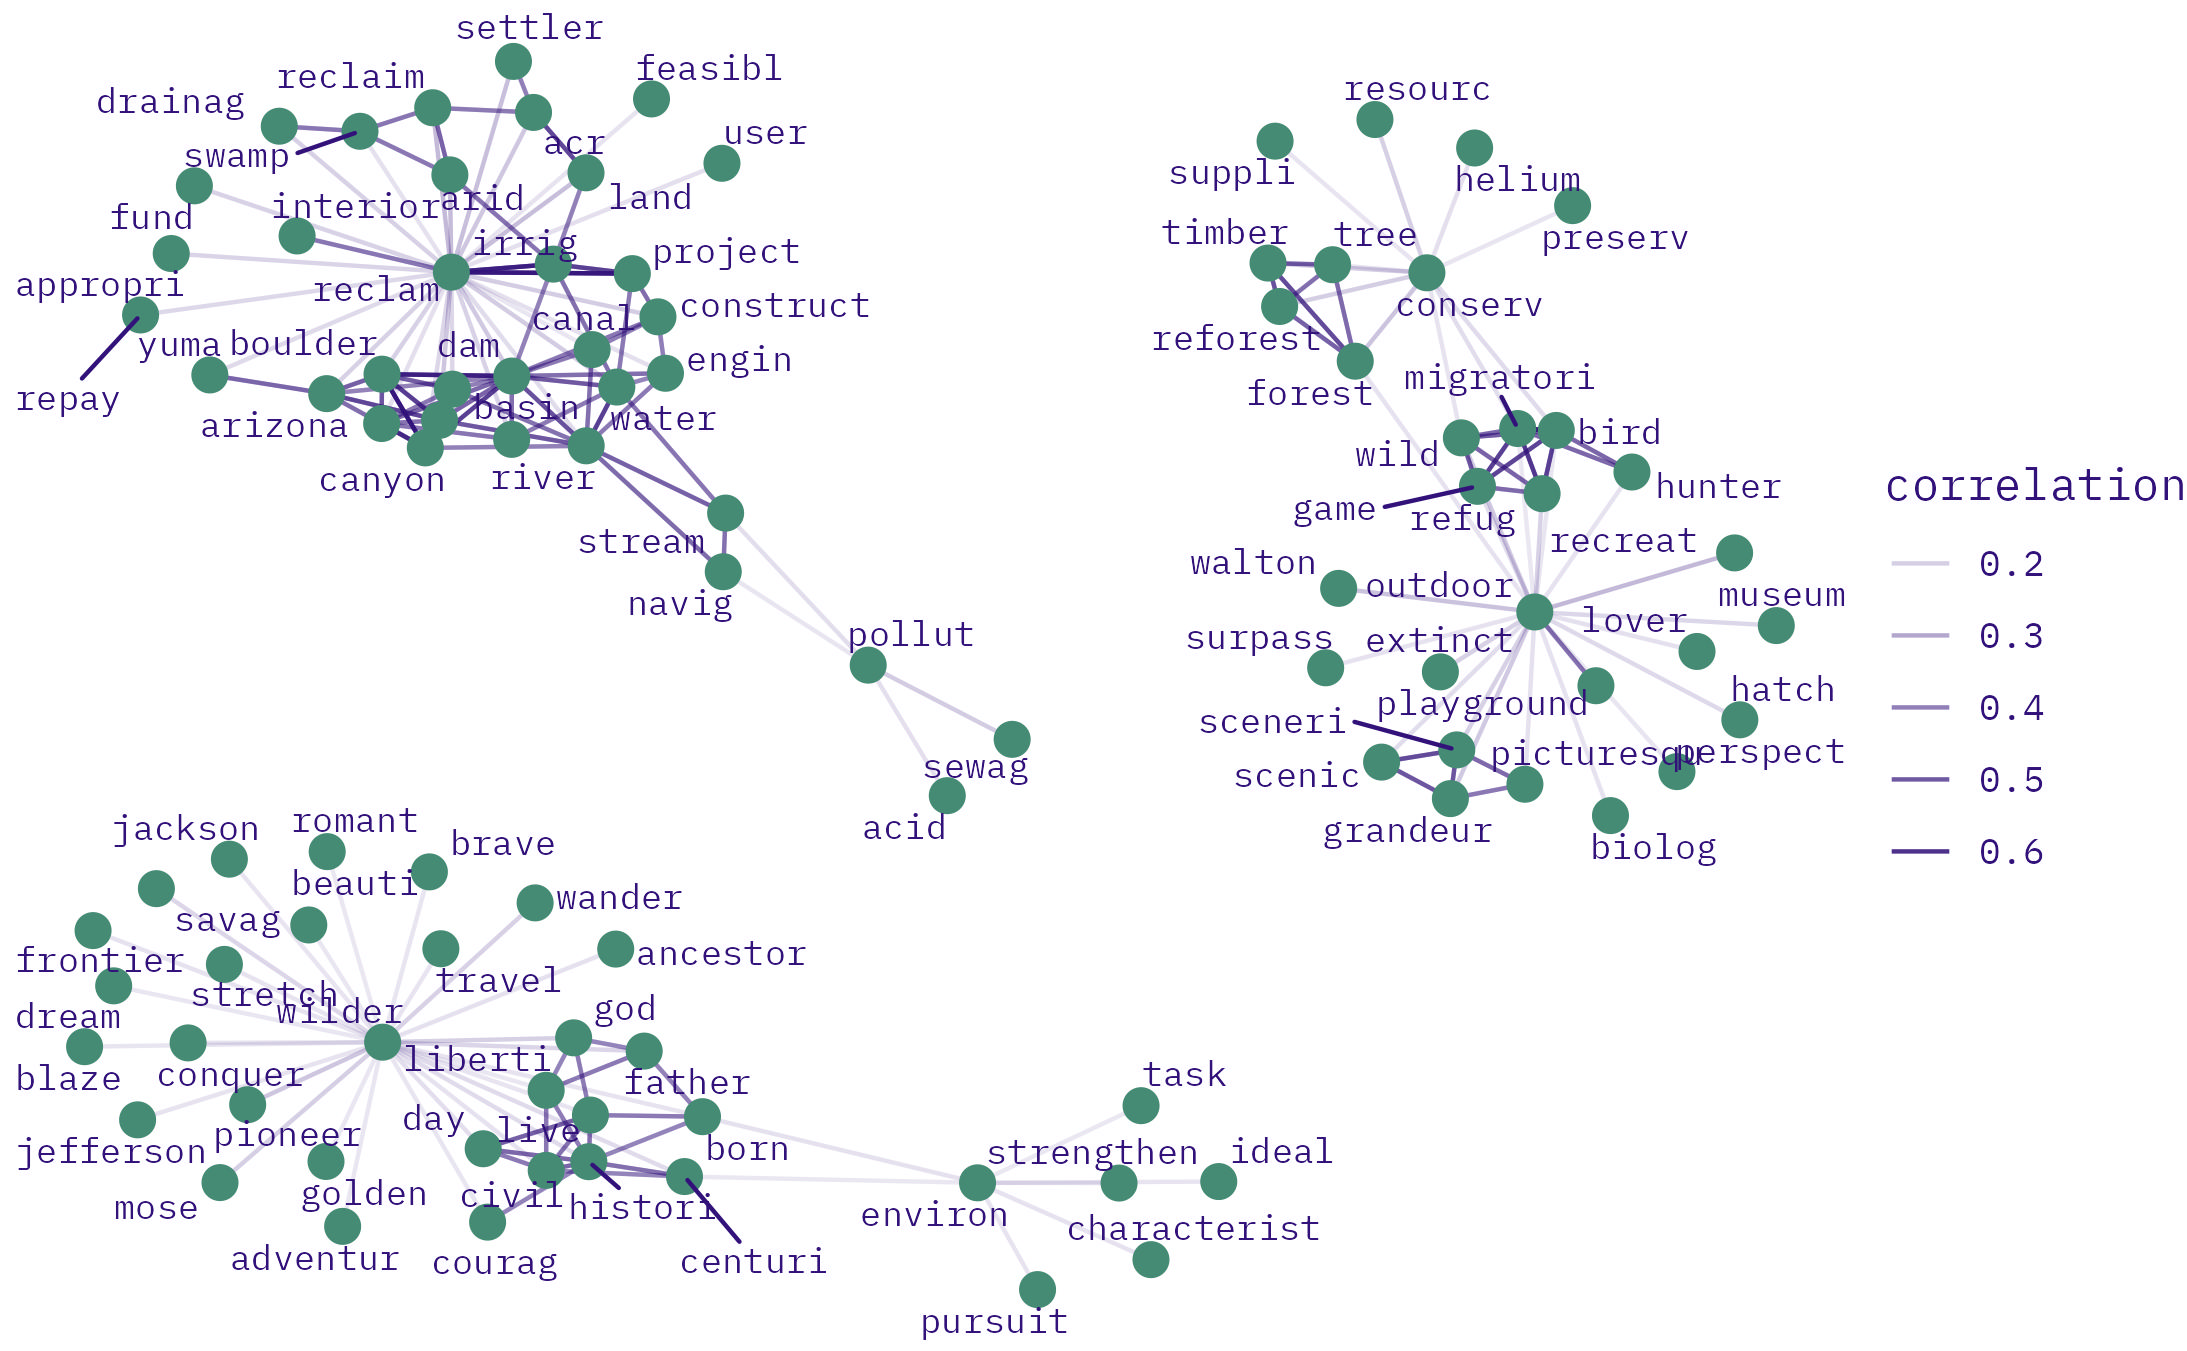 settler
feasibl
reclaim
drainag
user
acr
swamp
interior
arid
land
fund
irrig
project
appropri
reclam
construct
canal
yuma
boulder
dam
engin
repay
basin
water
arizona
canyon
river
stream
navig
pollut
sewag
acid
resourc
suppli
helium
timber
tree
preserv
conserv
reforest
forest
migratori
wild
bird
game
refug
hunter
recreat
walton
outdoor
museum
lover
surpass
extinct
playground
hatch
sceneri
picturesqu
perspect
scenic
grandeur
biolog
correlation
0.2
0.3
0.4
0.5
0.6
jackson
romant
brave
beauti
wander
savag
frontier
ancestor
travel
stretch
wilder
god
dream
liberti
blaze
conquer
father
day
live
jefferson
pioneer
born
golden
civil
histori
mose
adventur
courag
centuri
task
strengthen
ideal
environ
characterist
pursuit